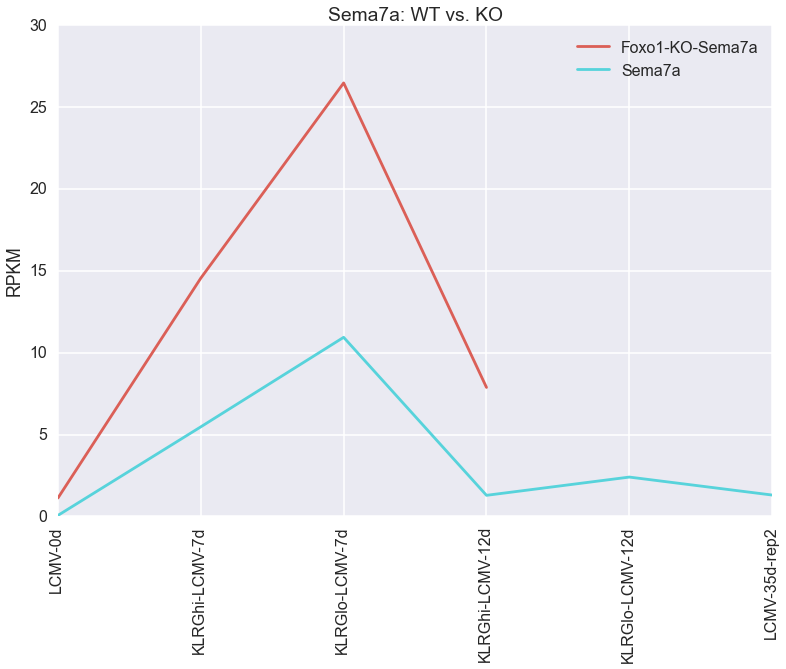 Sema7a: WT vs. KO
Foxo1-KO-Sema7a
Sema7a
RPKM
30
25
20
15
10
5
0
LCMV-0d
KLRGhi-LCMV-7d
KLRGlo-LCMV-7d
KLRGhi-LCMV-12d
KLRGlo-LCMV-12d
LCMV-35d-rep2